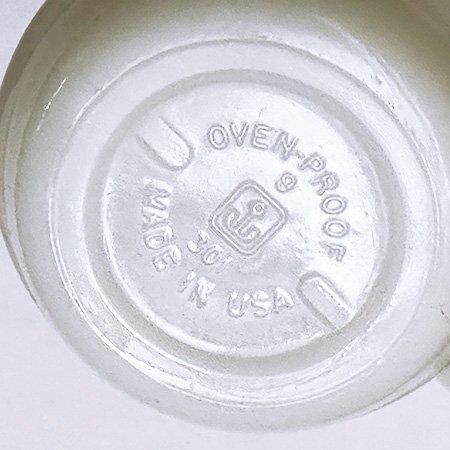 OVEN-PROOF
9
301
MADE IN USA